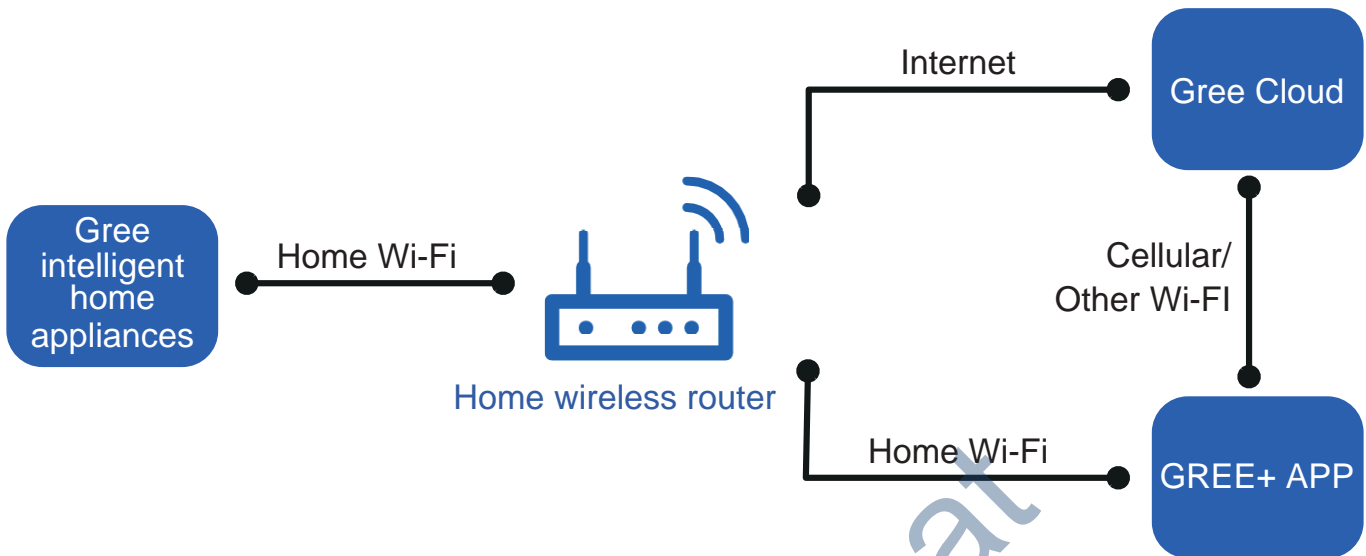 Internet
Gree Cloud
Gree
intelligent
home
appliances
Home Wi-Fi
Cellular/
Other Wi-FI
Home wireless router
Home Wi-Fi
GREE+ APP
at